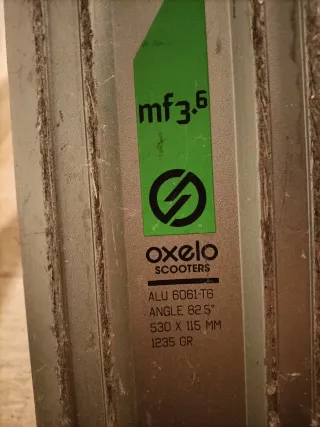 mf3.6
oxelo
SCOOTERS
ALU 6061-T6
ANGLE 82.5°
530 X 115 MM
1235 GR